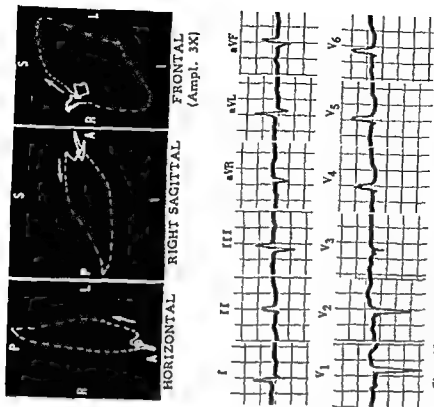 P S S
R L P A R L
A I I
HORIZONTAL RIGHT SAGITTAL FRONTAL
(Ampl. 3X)
I II III aVR aVL aVF
V1 V2 V3 V4 V5 V6